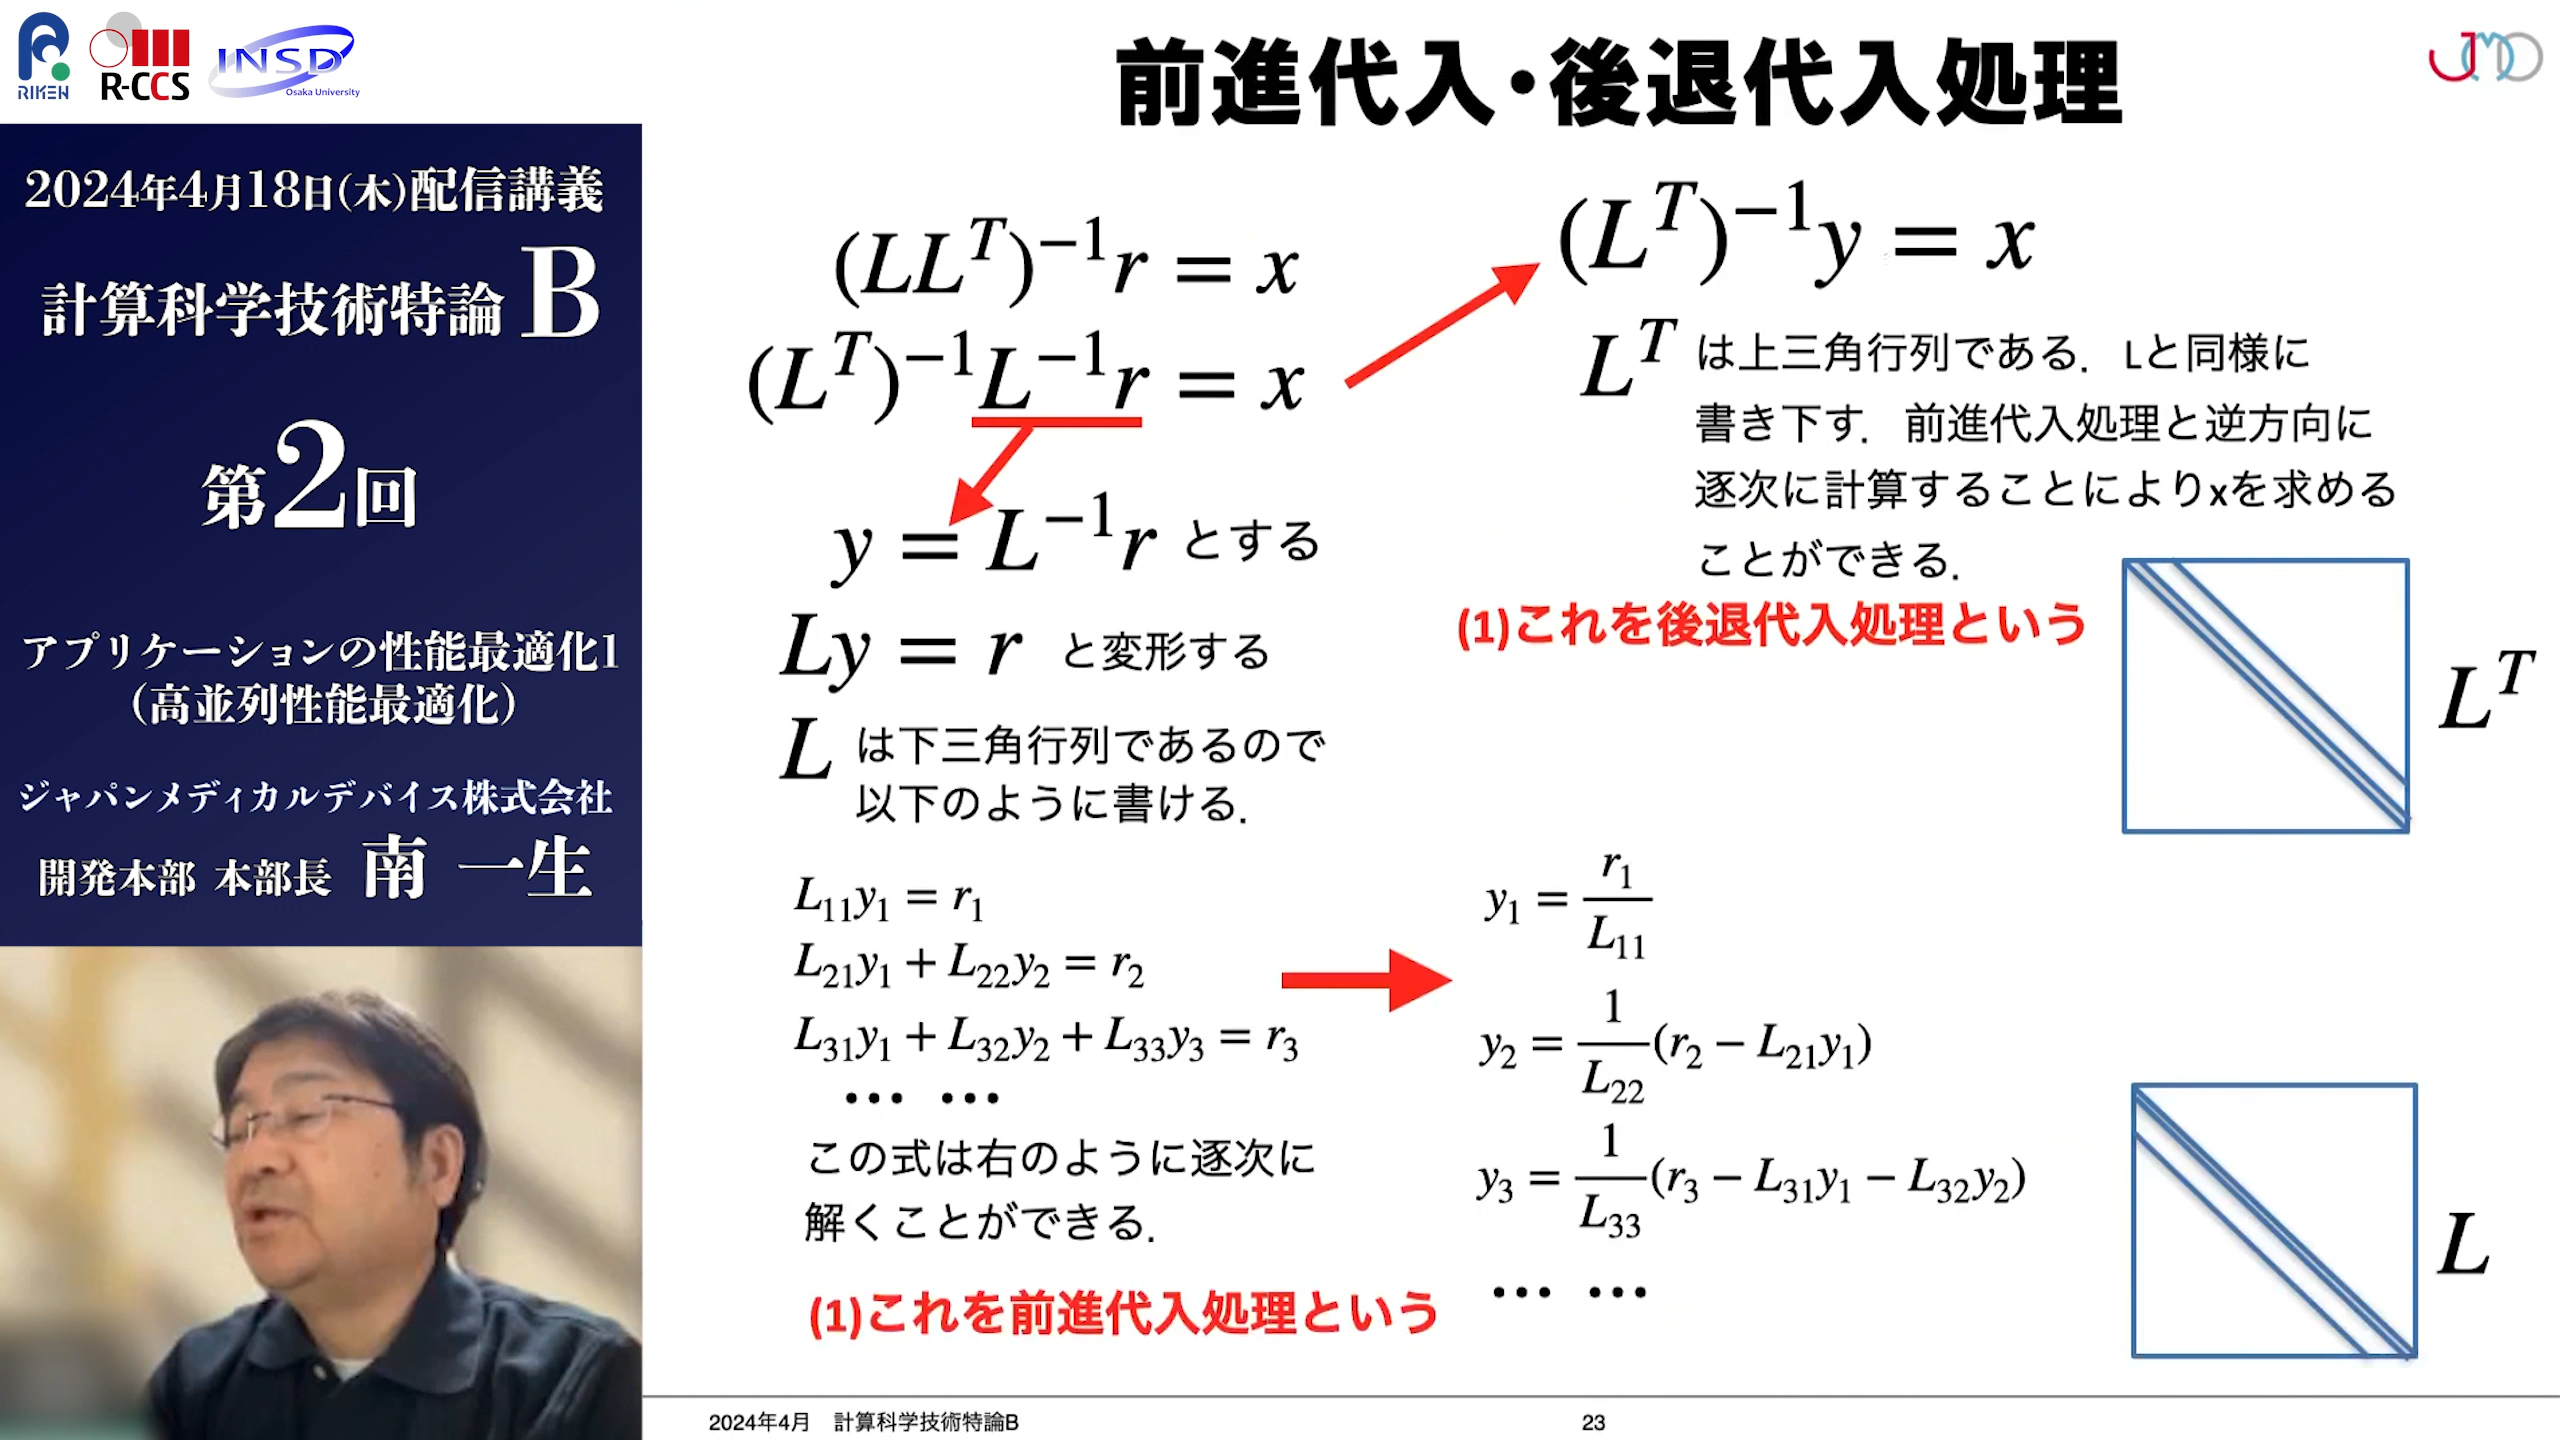 RIKEN
R-CCS
INSD
Osaka University
JMD
2024年4月18日(木)配信講義
計算科学技術特論 B
第2回
アプリケーションの性能最適化1
（高並列性能最適化）
ジャパンメディカルデバイス株式会社
開発本部 本部長 南 一生
前進代入・後退代入処理
(LL^T)^{-1}r = x
(L^T)^{-1}L^{-1}r = x
y = L^{-1}r とする
Ly = r と変形する
L は下三角行列であるので
以下のように書ける．
L_{11}y_1 = r_1
L_{21}y_1 + L_{22}y_2 = r_2
L_{31}y_1 + L_{32}y_2 + L_{33}y_3 = r_3
… …
この式は右のように逐次に
解くことができる．
(1)これを前進代入処理という
(L^T)^{-1}y = x
L^T は上三角行列である．Lと同様に
書き下す．前進代入処理と逆方向に
逐次に計算することによりxを求める
ことができる．
(1)これを後退代入処理という
L^T
y_1 = \frac{r_1}{L_{11}}
y_2 = \frac{1}{L_{22}}(r_2 − L_{21}y_1)
y_3 = \frac{1}{L_{33}}(r_3 − L_{31}y_1 − L_{32}y_2)
… …
L
2024年4月 計算科学技術特論B
23